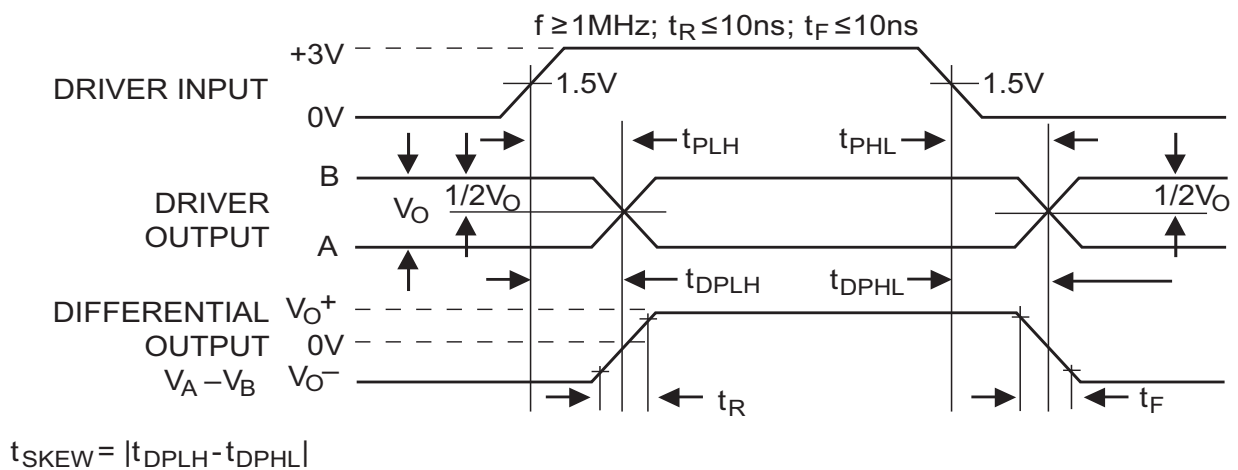 f ≥1MHz; tR ≤10ns; tF ≤10ns
+3V
DRIVER INPUT
1.5V
1.5V
0V
tPLH
tPHL
B
DRIVER
OUTPUT
VO
1/2VO
1/2VO
A
tDPLH
tDPHL
DIFFERENTIAL
OUTPUT
VA –VB
VO+
0V
VO–
tR
tF
tSKEW = |tDPLH - tDPHL|